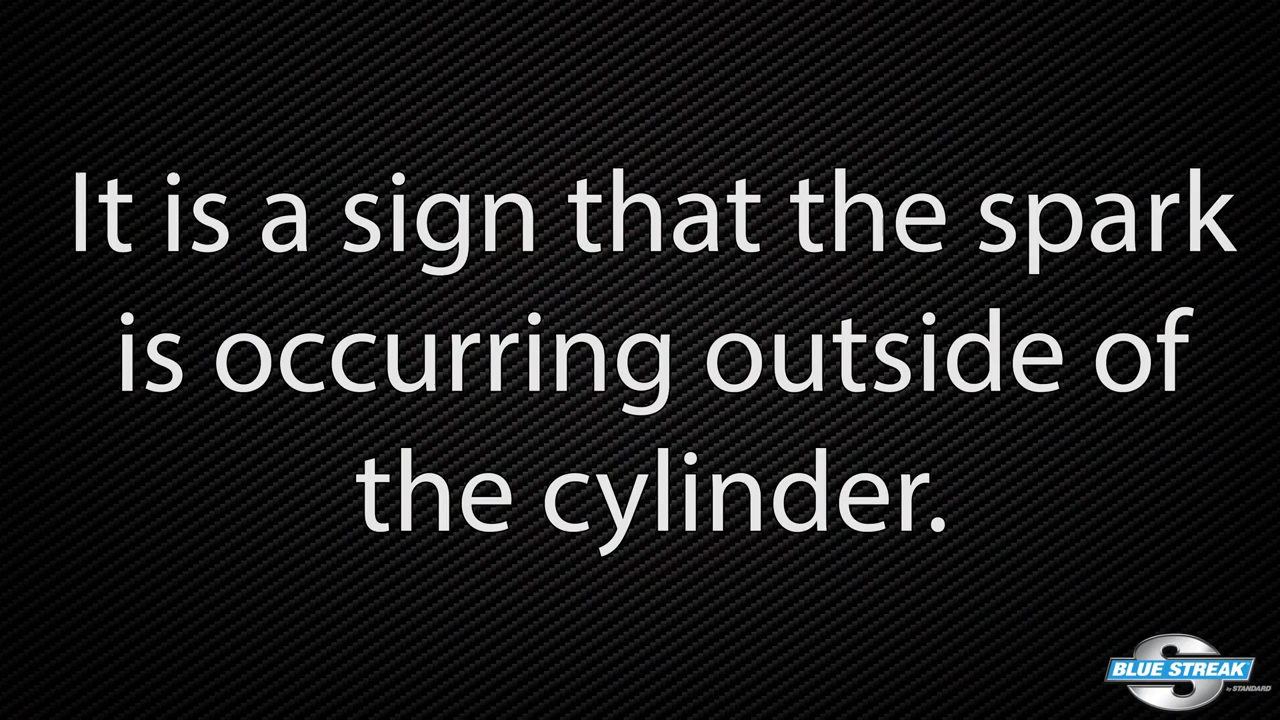 It is a sign that the spark
is occurring outside of
the cylinder.
S
BLUE STREAK
by STANDARD